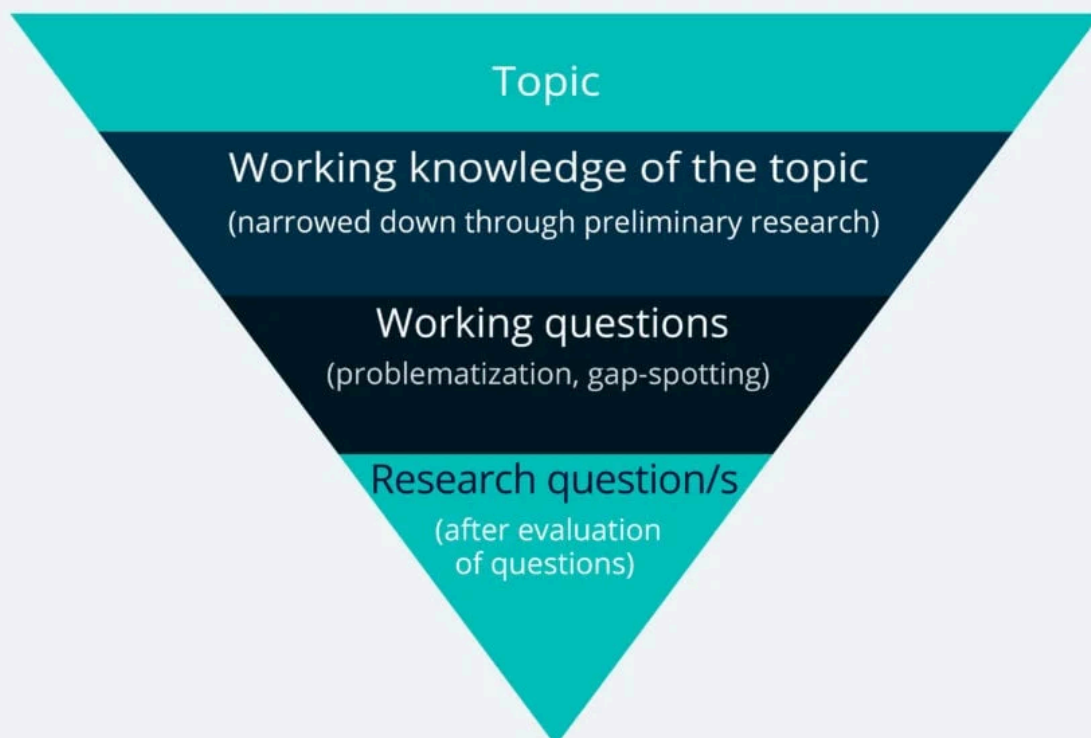 Topic
Working knowledge of the topic
(narrowed down through preliminary research)
Working questions
(problematization, gap-spotting)
Research question/s
(after evaluation
of questions)